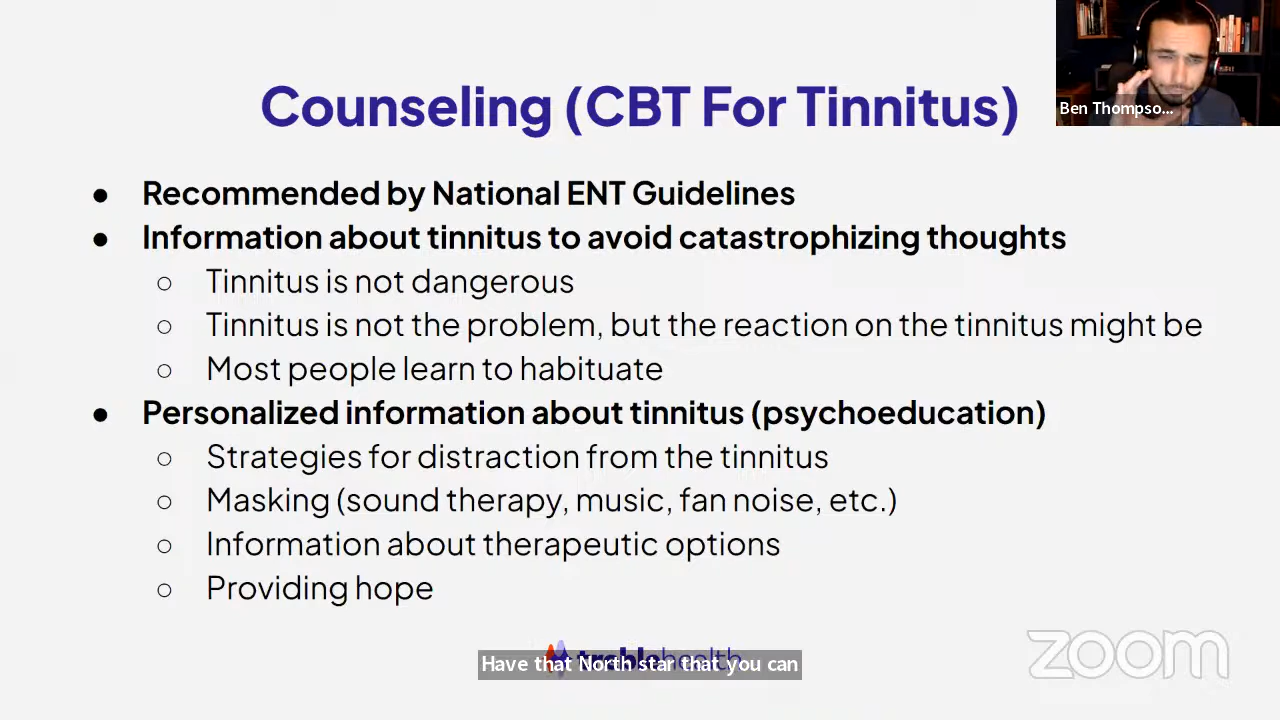 Counseling (CBT For Tinnitus)
Ben Thompso...
● Recommended by National ENT Guidelines
● Information about tinnitus to avoid catastrophizing thoughts
○ Tinnitus is not dangerous
○ Tinnitus is not the problem, but the reaction on the tinnitus might be
○ Most people learn to habituate
● Personalized information about tinnitus (psychoeducation)
○ Strategies for distraction from the tinnitus
○ Masking (sound therapy, music, fan noise, etc.)
○ Information about therapeutic options
○ Providing hope
Have that North star that you can
zoom